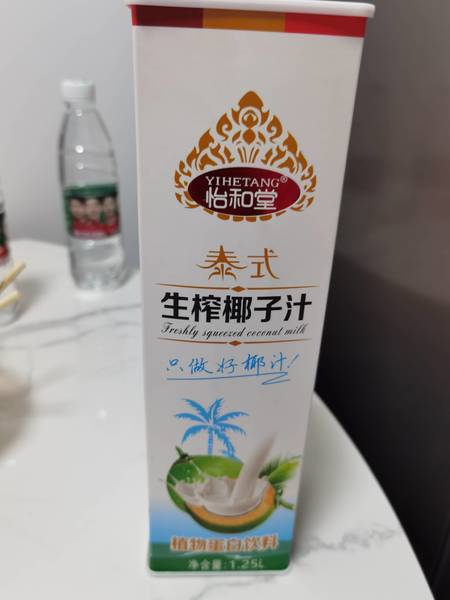 YIHETANG®
怡和堂
泰式
生榨椰子汁
Freshly squeezed coconut milk
只做好椰汁!
植物蛋白饮料
净含量:1.25L